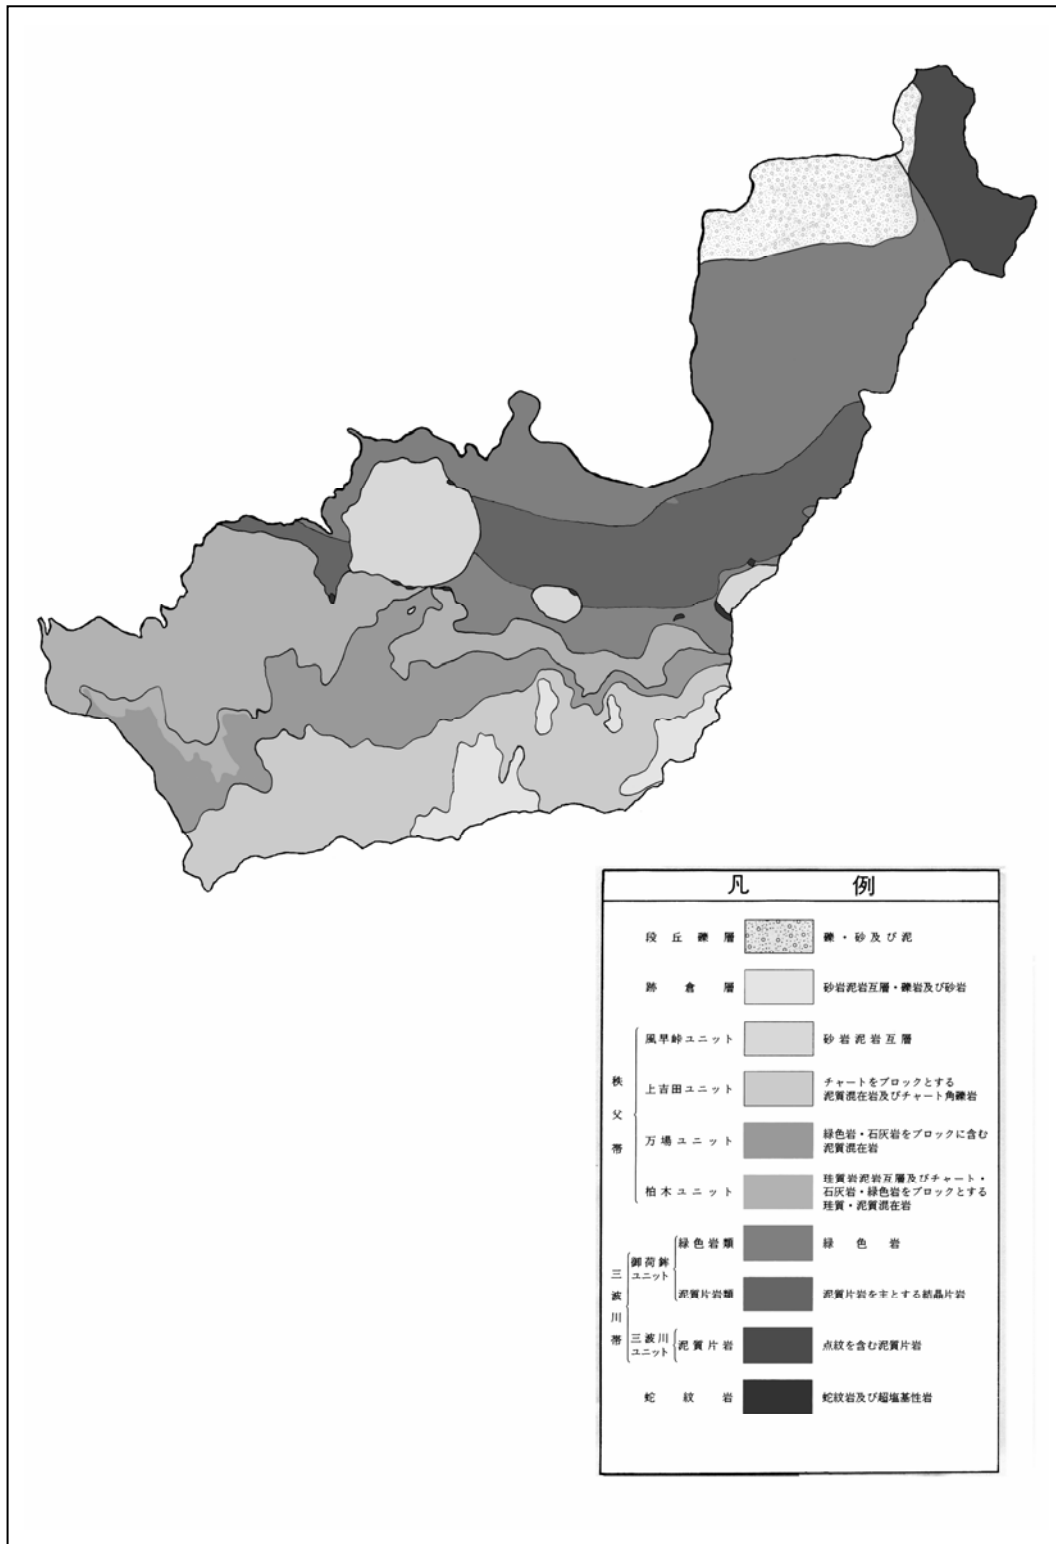 凡 例
段丘礫層 礫・砂及び泥
跡倉層 砂岩泥岩互層・礫岩及び砂岩
秩父帯
風早峠ユニット 砂岩泥岩互層
上吉田ユニット チャートをブロックとする
泥質混在岩及びチャート角礫岩
万場ユニット 緑色岩・石灰岩をブロックに含む
泥質混在岩
柏木ユニット 珪質岩泥岩互層及びチャート・
石灰岩・緑色岩をブロックとする
珪質・泥質混在岩
三波川帯
御荷鉾
ユニット
緑色岩類 緑色岩
泥質片岩類 泥質片岩を主とする結晶片岩
三波川
ユニット
泥質片岩 点紋を含む泥質片岩
蛇紋岩 蛇紋岩及び超塩基性岩